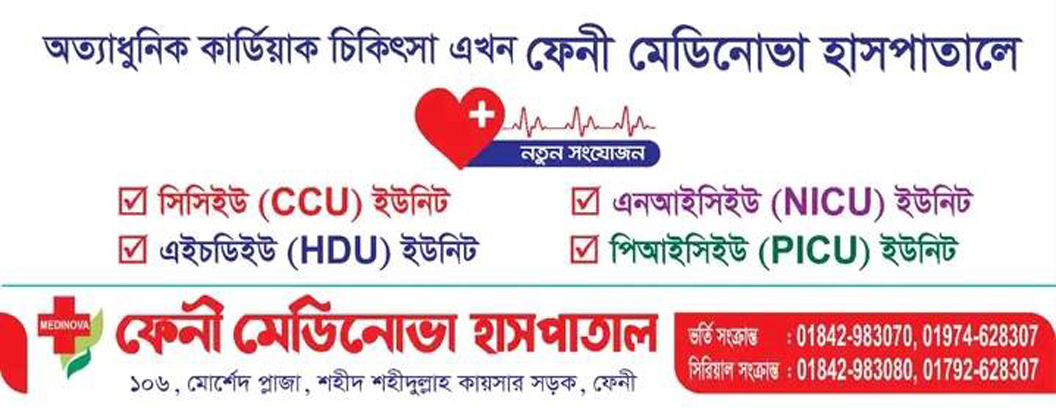 অত্যাধুনিক কার্ডিয়াক চিকিৎসা এখন ফেনী মেডিনোভা হাসপাতালে
নতুন সংযোজন
সিসিইউ (CCU) ইউনিট
এনআইসিইউ (NICU) ইউনিট
এইচডিইউ (HDU) ইউনিট
পিআইসিইউ (PICU) ইউনিট
MEDINOVA
ফেনী মেডিনোভা হাসপাতাল
১০৬, মোর্শেদ প্লাজা, শহীদ শহীদুল্লাহ কায়সার সড়ক, ফেনী
ভর্তি সংক্রান্ত : 01842-983070, 01974-628307
সিরিয়াল সংক্রান্ত : 01842-983080, 01792-628307